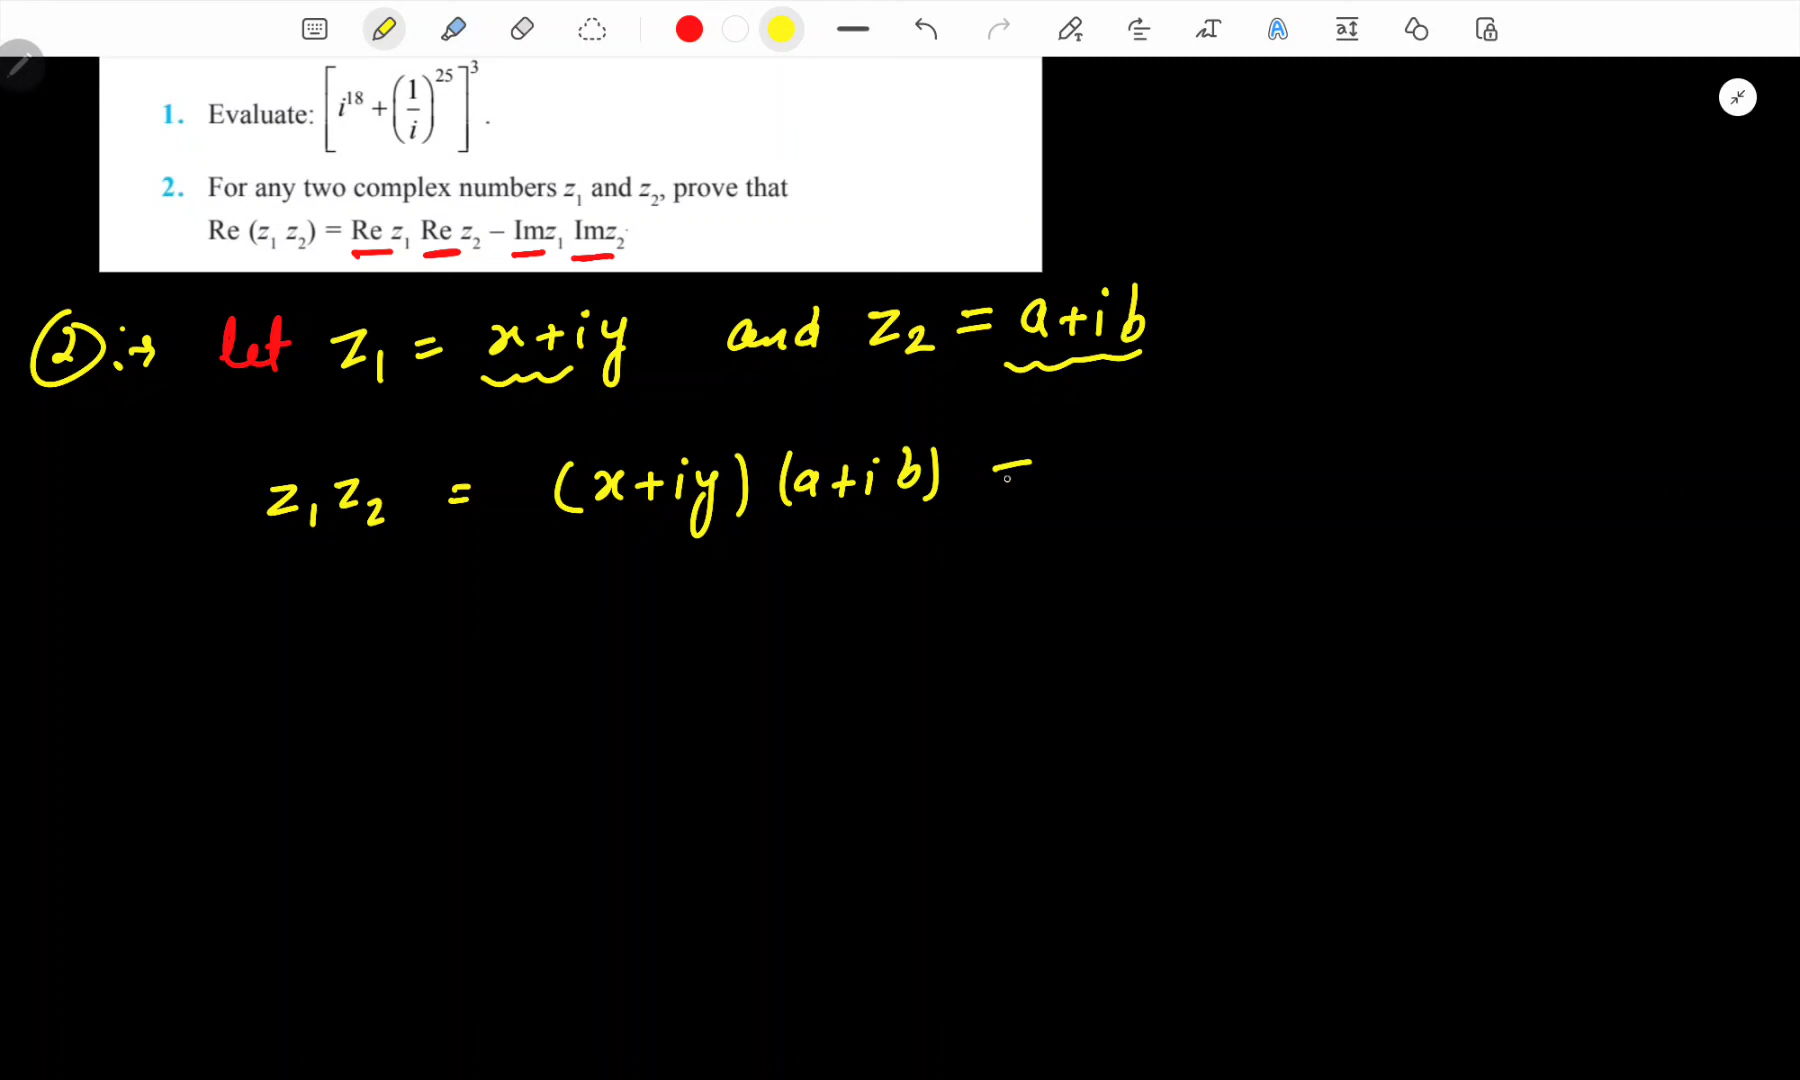 1. Evaluate: [i¹⁸ + (1/i)²⁵]³.
2. For any two complex numbers z₁ and z₂, prove that
Re (z₁ z₂) = Re z₁ Re z₂ – Imz₁ Imz₂.
②:→ let z₁ = x+iy and z₂ = a+ib
z₁z₂ = (x+iy)(a+ib) –